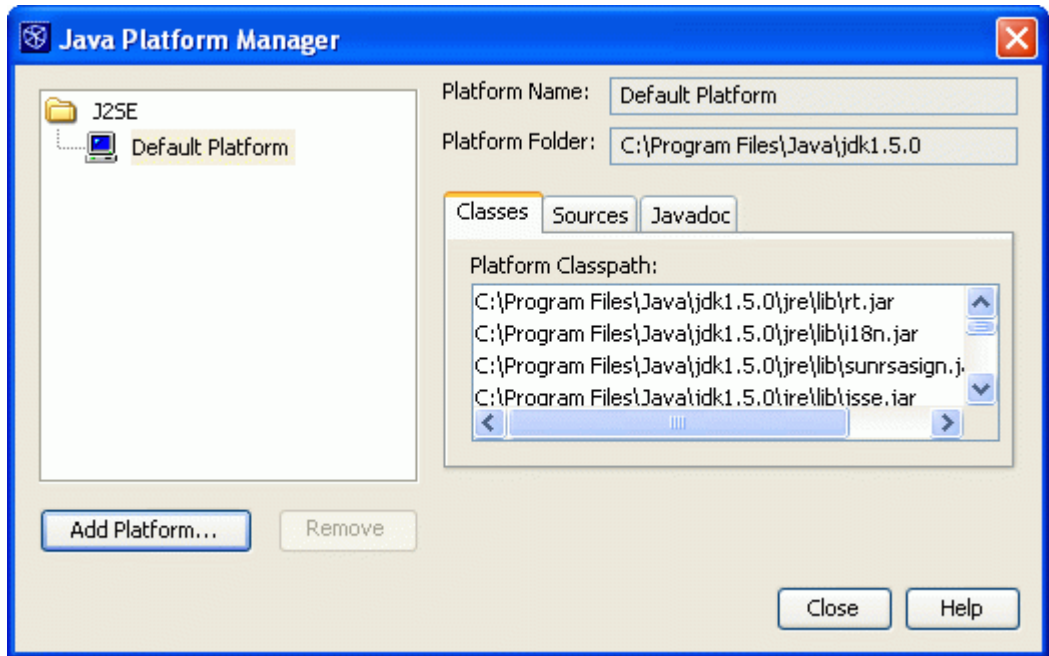 Java Platform Manager
J2SE
Default Platform
Platform Name: Default Platform
Platform Folder: C:\Program Files\Java\jdk1.5.0
Classes Sources Javadoc
Platform Classpath:
C:\Program Files\Java\jdk1.5.0\jre\lib\rt.jar
C:\Program Files\Java\jdk1.5.0\jre\lib\i18n.jar
C:\Program Files\Java\jdk1.5.0\jre\lib\sunrsasign.j
C:\Program Files\Java\jdk1.5.0\jre\lib\jsse.jar
Add Platform... Remove
Close Help